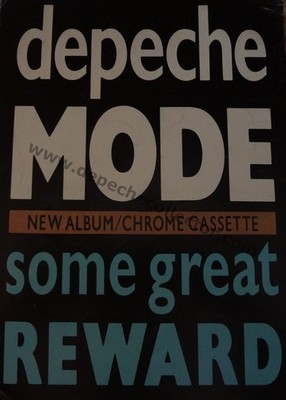 depeche
MODE
NEW ALBUM/CHROME CASSETTE
some great
REWARD